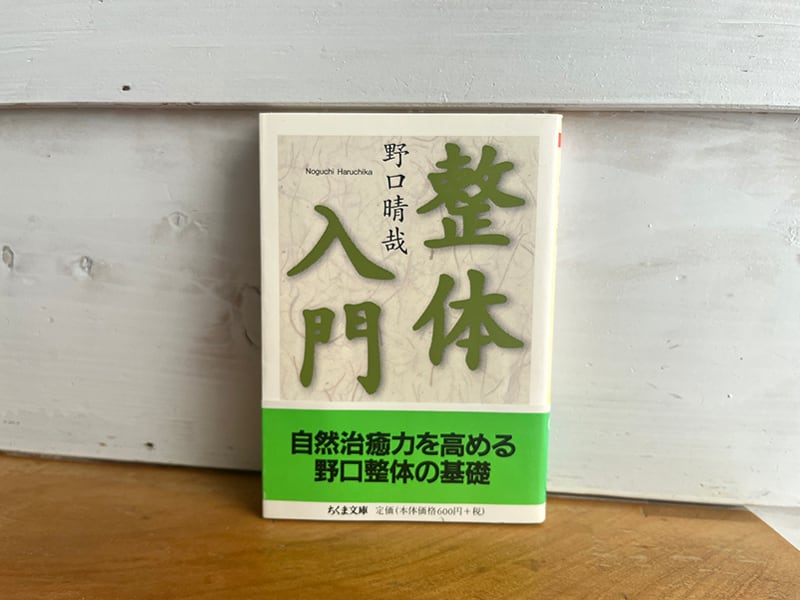 整体
入門
野口晴哉
Noguchi Haruchika
自然治癒力を高める
野口整体の基礎
ちくま文庫 定価(本体価格600円+税)